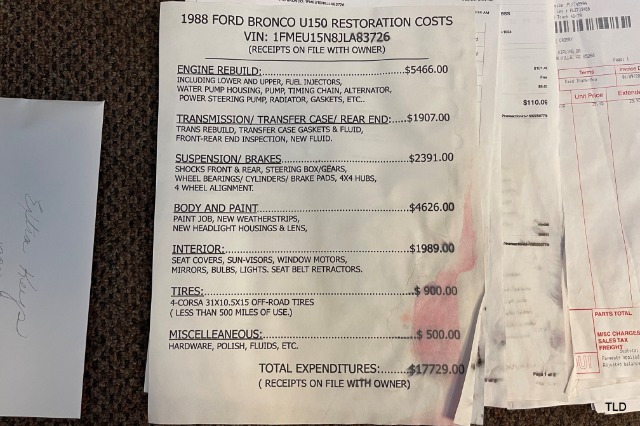 1988 FORD BRONCO U150 RESTORATION COSTS
VIN: 1FMEU15N8JLA83726
(RECEIPTS ON FILE WITH OWNER)
ENGINE REBUILD:...$5466.00
INCLUDING LOWER AND UPPER, FUEL INJECTORS,
WATER PUMP HOUSING, PUMP, TIMING CHAIN, ALTERNATOR,
POWER STEERING PUMP, RADIATOR, GASKETS, ETC..
TRANSMISSION/ TRANSFER CASE/ REAR END:....$1907.00
TRANS REBUILD, TRANSFER CASE GASKETS & FLUID,
FRONT-REAR END INSPECTION, NEW FLUID.
SUSPENSION/ BRAKES...$2391.00
SHOCKS FRONT & REAR, STEERING BOX/GEARS,
WHEEL BEARINGS/ CYLINDERS/ BRAKE PADS, 4X4 HUBS,
4 WHEEL ALIGNMENT.
BODY AND PAINT...$4626.00
PAINT JOB, NEW WEATHERSTRIPS,
NEW HEADLIGHT HOUSINGS & LENS,
INTERIOR:...$1989.00
SEAT COVERS, SUN-VISORS, WINDOW MOTORS,
MIRRORS, BULBS, LIGHTS. SEAT BELT RETRACTORS.
TIRES:...$ 900.00
4-CORSA 31X10.5X15 OFF-ROAD TIRES
( LESS THAN 500 MILES OF USE.)
MISCELLEANEOUS:...$ 500.00
HARDWARE, POLISH, FLUIDS, ETC.
TOTAL EXPENDITURES:......$17729.00
( RECEIPTS ON FILE WITH OWNER)
$110.06
Terms
Unit Price
PARTS TOTAL
MISC CHARGES
SALES TAX
FREIGHT
TLD